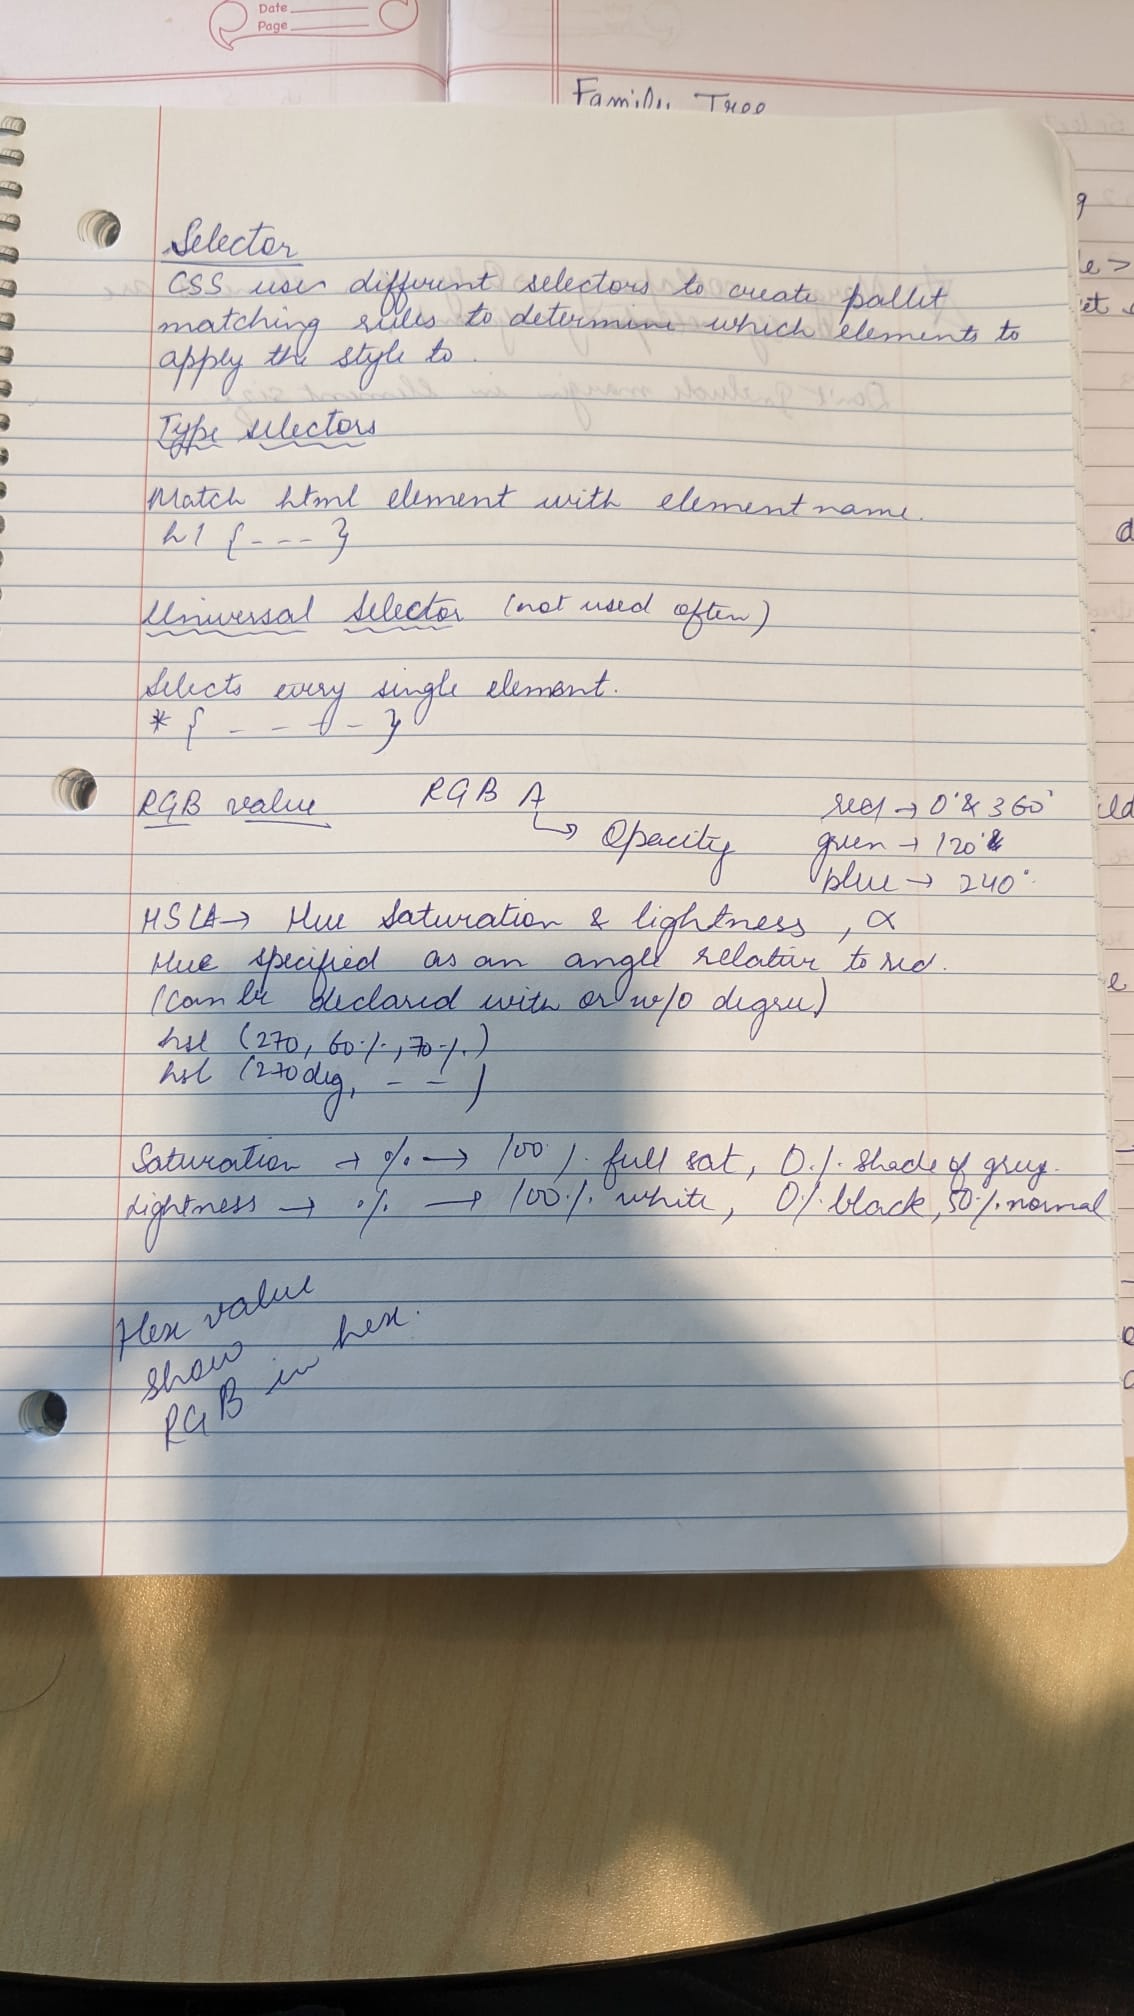 Date
Page
Family Tree
Selector
CSS uses different selectors to create pallet
matching rules to determine which elements to
apply the style to.
Type selectors
Match html element with element name.
h1 {---}
Universal Selector (not used often)
Selects every single element.
* { - - - - }
RGB value RGB A
↳ Opacity
red → 0° & 360°
green → 120°
blue → 240°
HSLA → Hue Saturation & lightness, α
Hue specified as an angle relative to red.
(can be declared with or w/o degree)
hsl (270, 60%, 70%)
hsl (270deg, - - )
Saturation → % → 100% full sat, 0% shade of grey.
Lightness → % → 100% white, 0% black, 50% normal
Hex value
show
RGB in hex.